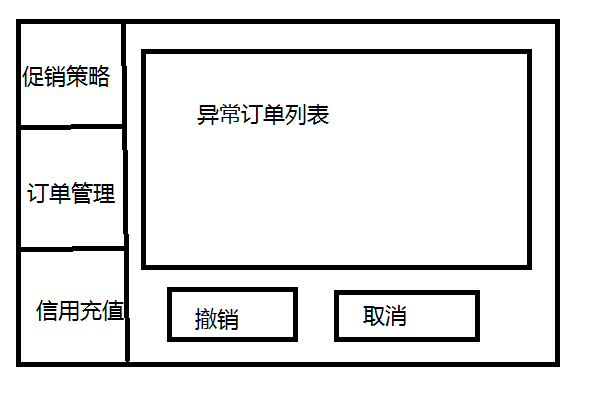 促销策略
订单管理
信用充值
异常订单列表
撤销
取消